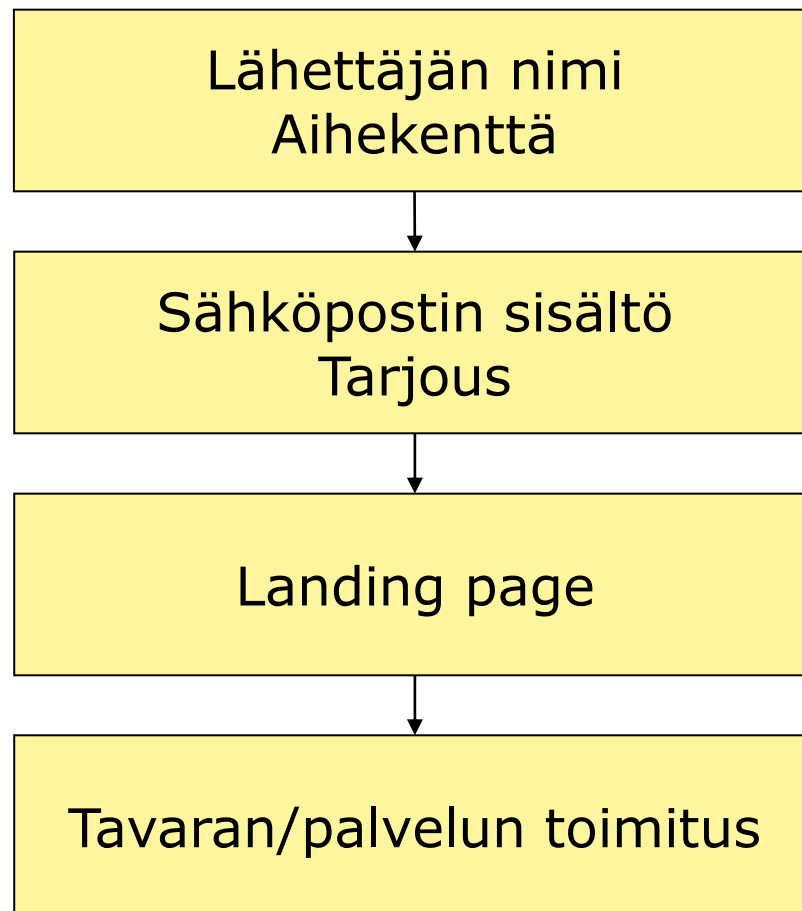 Lähettäjän nimi
Aihekenttä
Sähköpostin sisältö
Tarjous
Landing page
Tavaran/palvelun toimitus